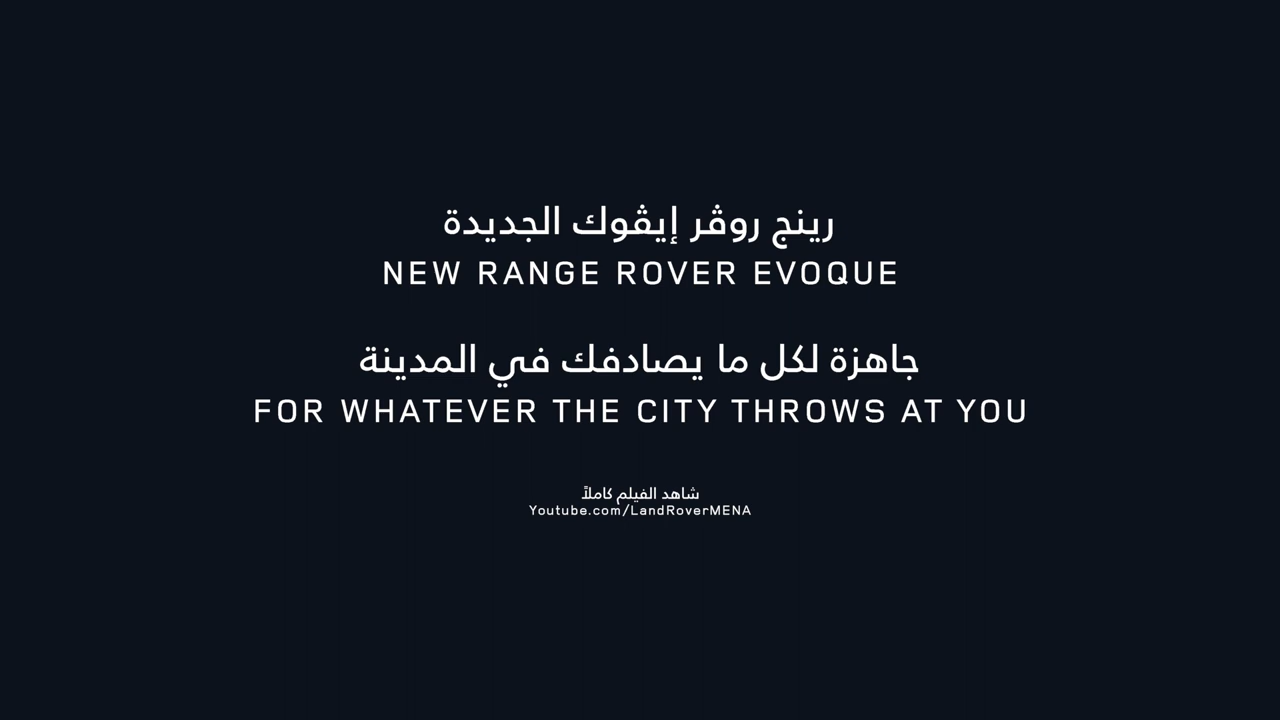 رينج روڤر إيڤوك الجديدة
NEW RANGE ROVER EVOQUE
جاهزة لكل ما يصادفك في المدينة
FOR WHATEVER THE CITY THROWS AT YOU
شاهد الفيلم كاملاً
Youtube.com/LandRoverMENA